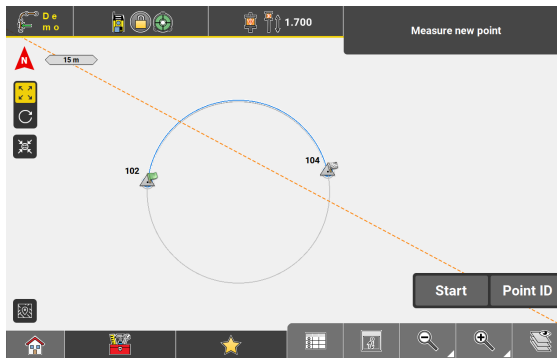 De
mo
1.700
Measure new point
N
15 m
102
104
Start
Point ID